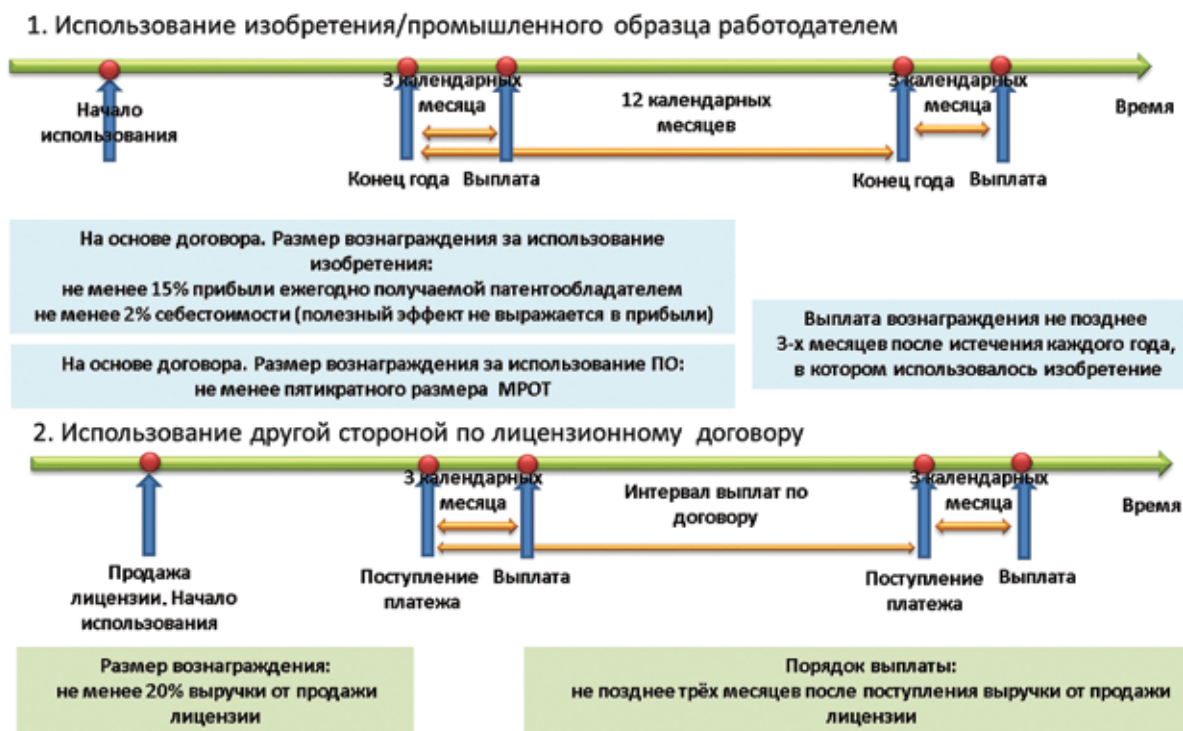 1. Использование изобретения/промышленного образца работодателем
3 календарных
месяца
3 календарных
месяца
Начало
использования
12 календарных
месяцев
Время
Конец года
Выплата
Конец года
Выплата
На основе договора. Размер вознаграждения за использование
изобретения:
не менее 15% прибыли ежегодно получаемой патентообладателем
не менее 2% себестоимости (полезный эффект не выражается в прибыли)
Выплата вознаграждения не позднее
3-х месяцев после истечения каждого года,
в котором использовалось изобретение
На основе договора. Размер вознаграждения за использование ПО:
не менее пятикратного размера МРОТ
2. Использование другой стороной по лицензионному договору
3 календарных
месяца
3 календарных
месяца
Интервал выплат по
договору
Время
Продажа
лицензии. Начало
использования
Поступление
платежа
Выплата
Поступление
платежа
Выплата
Размер вознаграждения:
не менее 20% выручки от продажи
лицензии
Порядок выплаты:
не позднее трёх месяцев после поступления выручки от продажи
лицензии